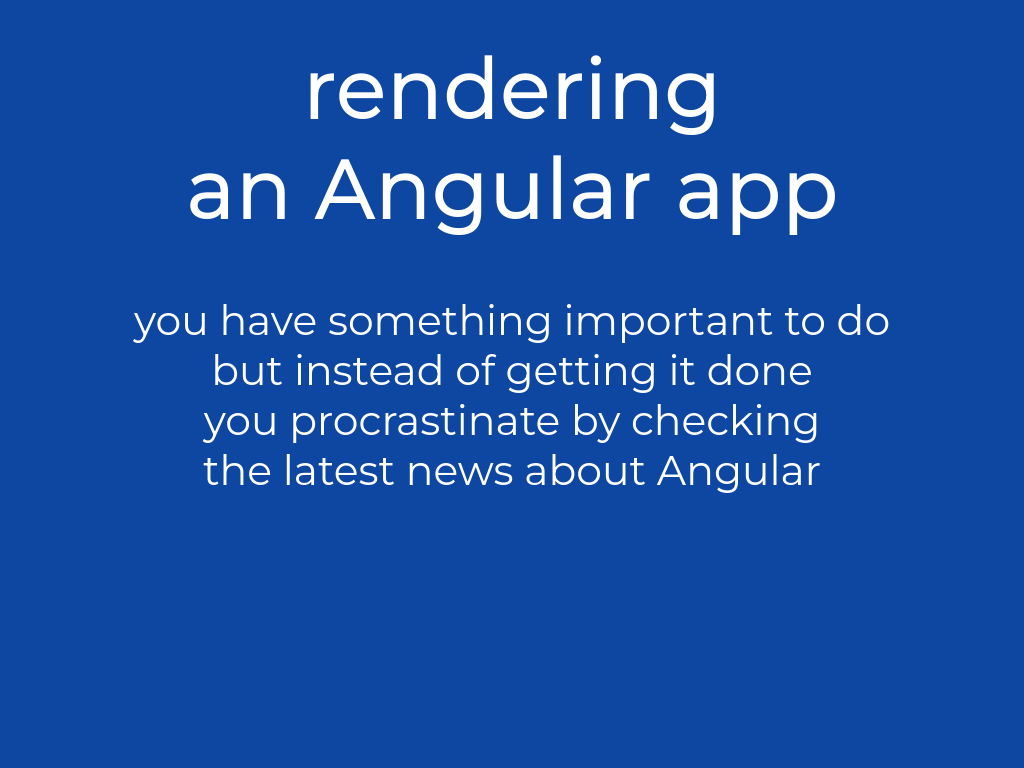 rendering
an Angular app
you have something important to do
but instead of getting it done
you procrastinate by checking
the latest news about Angular